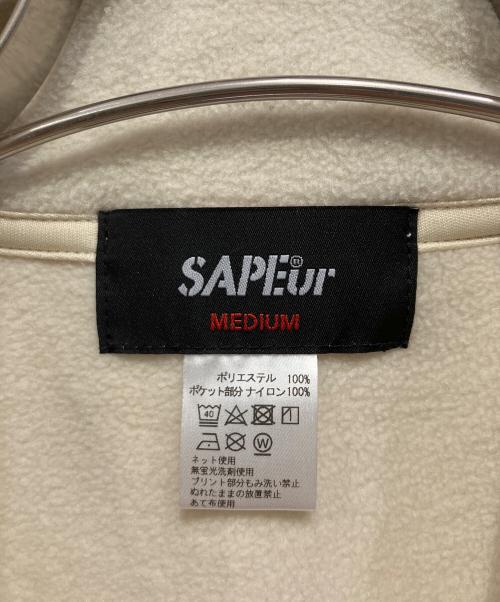 SAPEur®
MEDIUM
ポリエステル 100%
ポケット部分 ナイロン100%
40
W
ネット使用
無蛍光洗剤使用
プリント部分もみ洗い禁止
ぬれたままの放置禁止
あて布使用